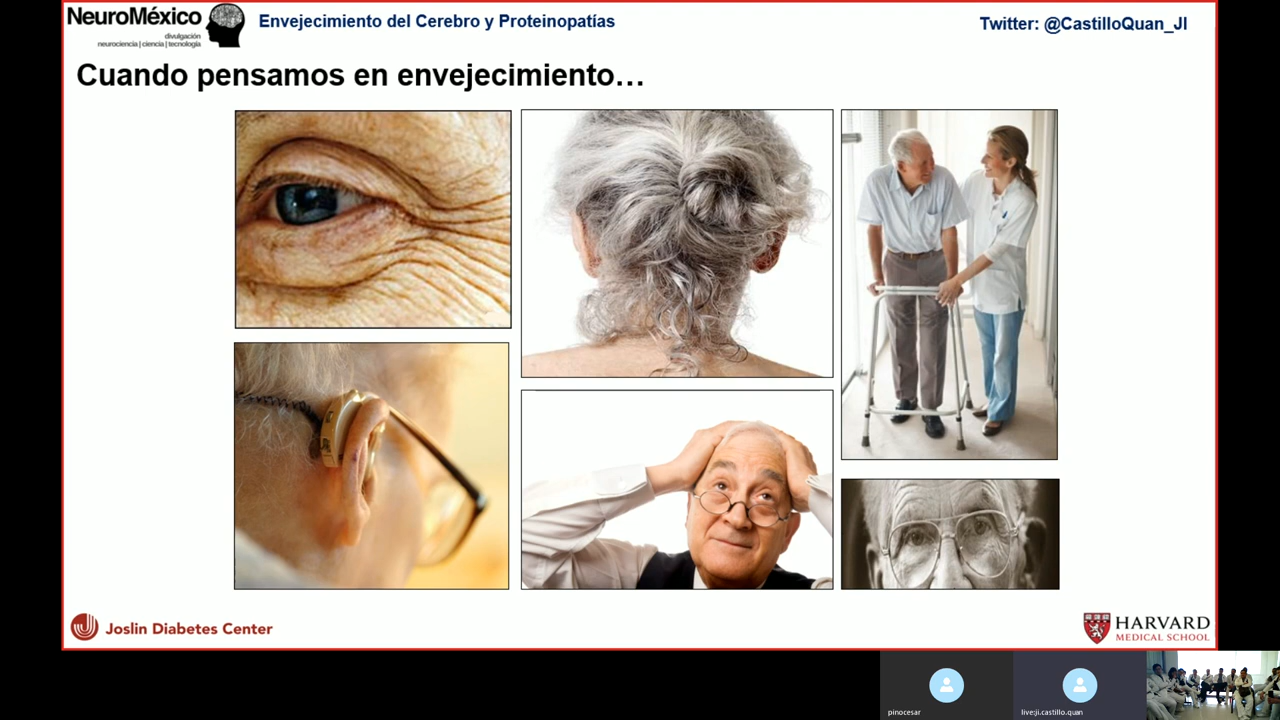 NeuroMéxico
divulgación
neurociencia | ciencia | tecnología
Envejecimiento del Cerebro y Proteinopatías
Twitter: @CastilloQuan_JI
Cuando pensamos en envejecimiento…
Joslin Diabetes Center
HARVARD
MEDICAL SCHOOL
pinocesar
live:ji.castillo.quan